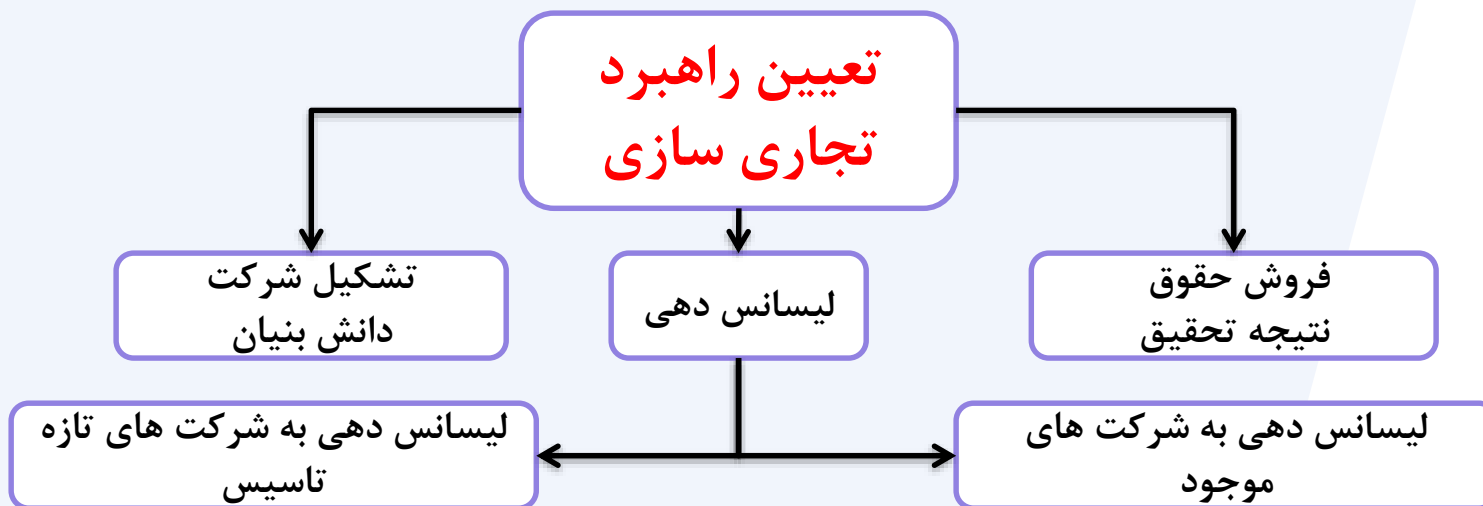 تعیین راهبرد
تجاری سازی
فروش حقوق
نتیجه تحقیق
لیسانس دهی
تشکیل شرکت
دانش بنیان
لیسانس دهی به شرکت های
موجود
لیسانس دهی به شرکت های تازه
تاسیس